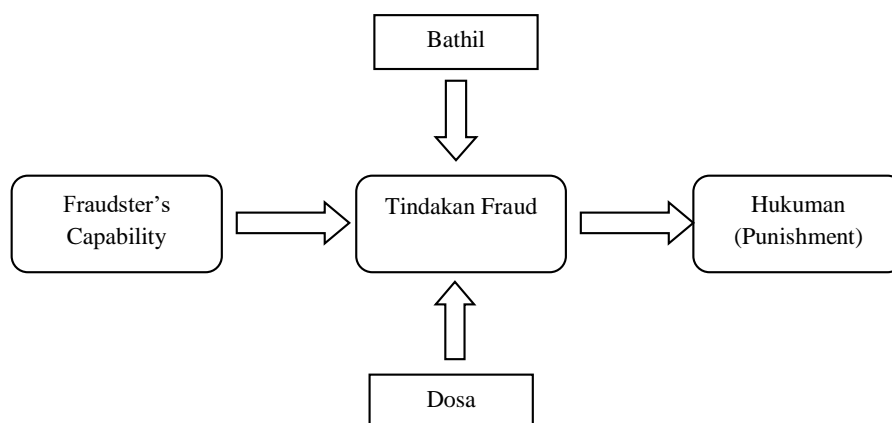 Bathil
Fraudster’s
Capability
Tindakan Fraud
Hukuman
(Punishment)
Dosa